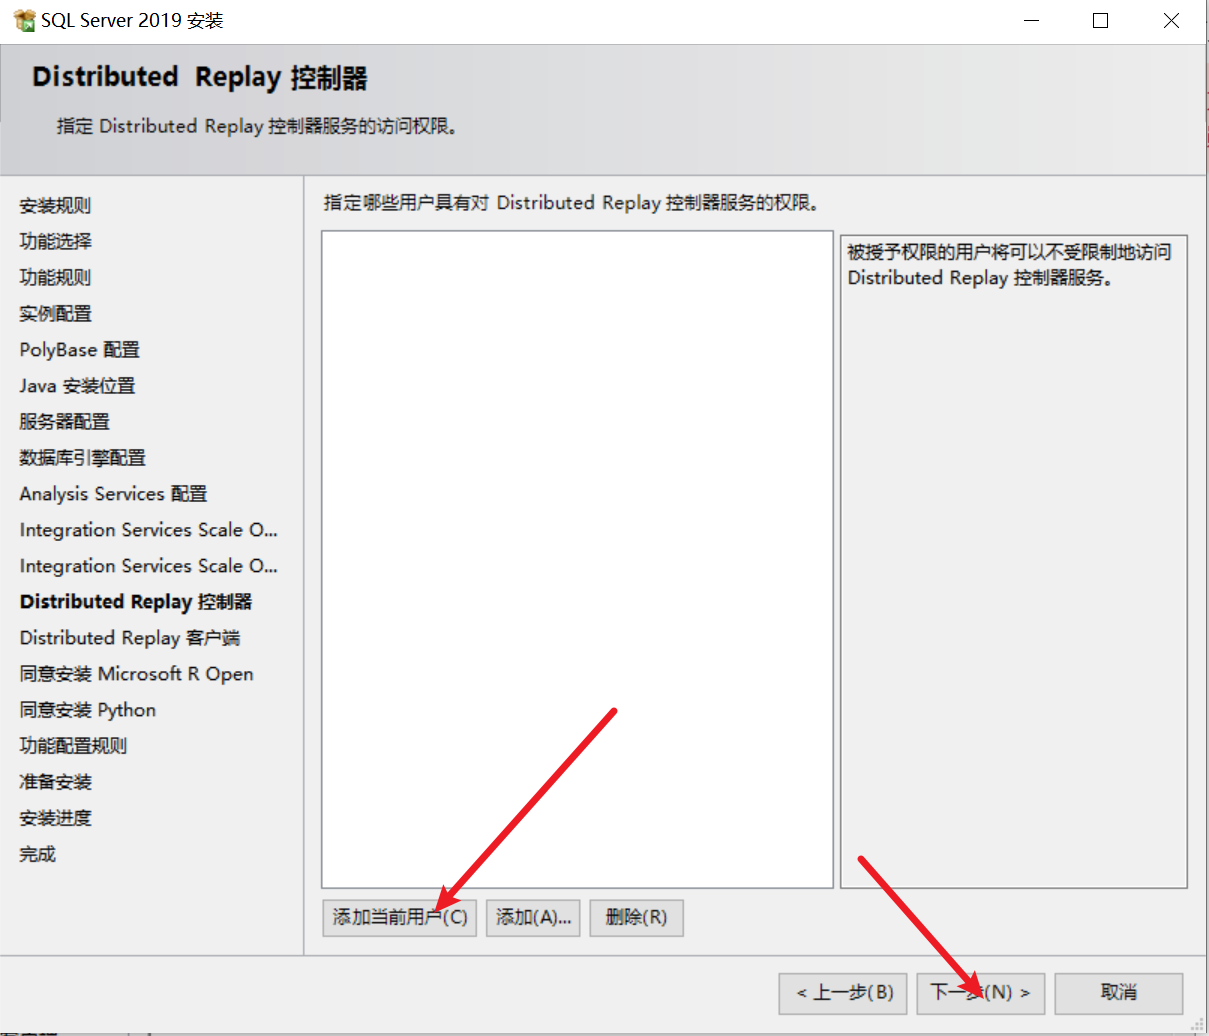 SQL Server 2019 安装
Distributed Replay 控制器
指定 Distributed Replay 控制器服务的访问权限。
安装规则
功能选择
功能规则
实例配置
PolyBase 配置
Java 安装位置
服务器配置
数据库引擎配置
Analysis Services 配置
Integration Services Scale O...
Integration Services Scale O...
Distributed Replay 控制器
Distributed Replay 客户端
同意安装 Microsoft R Open
同意安装 Python
功能配置规则
准备安装
安装进度
完成
指定哪些用户具有对 Distributed Replay 控制器服务的权限。
被授予权限的用户将可以不受限制地访问
Distributed Replay 控制器服务。
添加当前用户(C)
添加(A)...
删除(R)
< 上一步(B)
下一步(N) >
取消